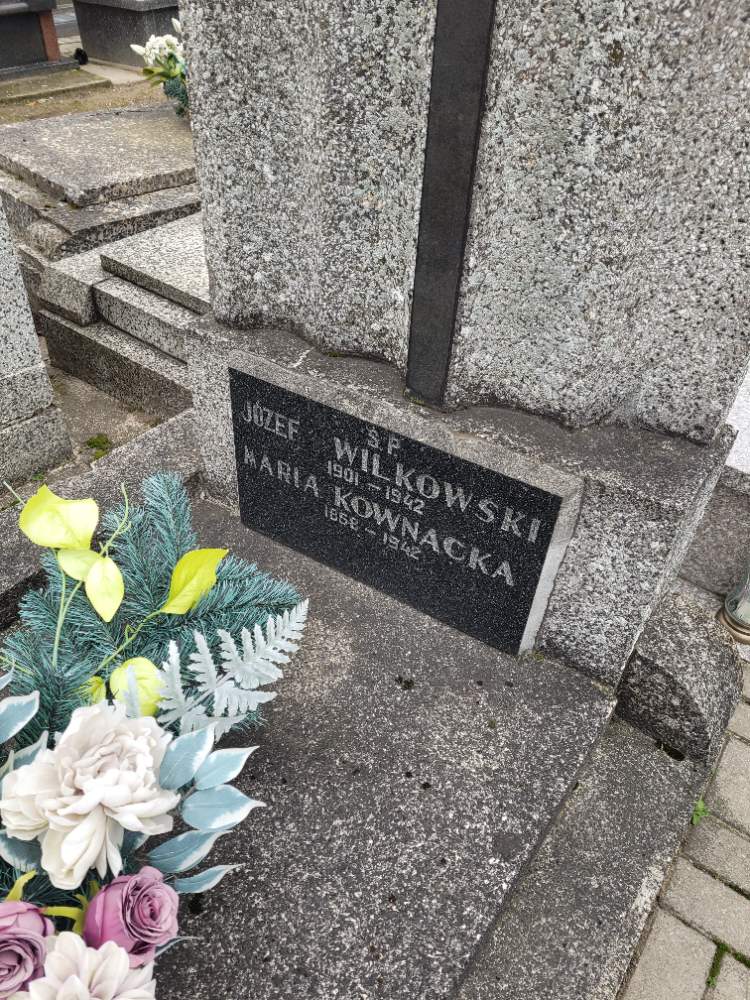 Ś.P.
JÓZEF WILKOWSKI
1901 – 1942
MARIA KOWNACKA
1868 – 1942